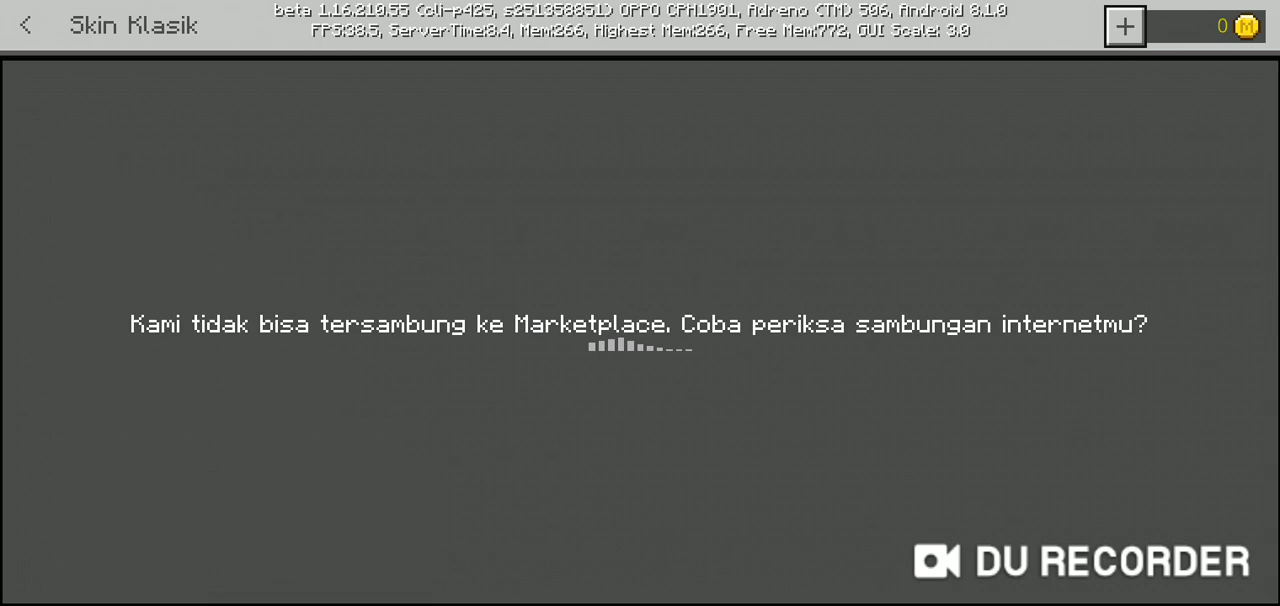 Skin Klasik
beta 1.16.210.55 (cli-p425, s251358851) OPPO CPH1901, Adreno (TM) 506, Android 8.1.0
FPS:38.5, ServerTime:8.4, Mem:266, Highest Mem:266, Free Mem:772, GUI Scale: 3.0
0
Kami tidak bisa tersambung ke Marketplace. Coba periksa sambungan internetmu?
DU RECORDER